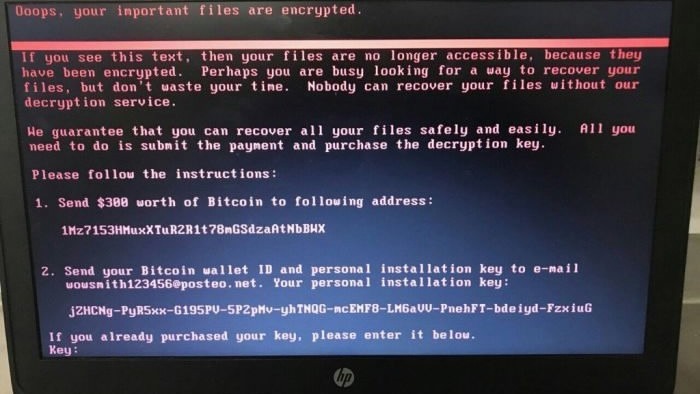 Ooops, your important files are encrypted.
If you see this text, then your files are no longer accessible, because they
have been encrypted. Perhaps you are busy looking for a way to recover your
files, but don't waste your time. Nobody can recover your files without our
decryption service.
We guarantee that you can recover all your files safely and easily. All you
need to do is submit the payment and purchase the decryption key.
Please follow the instructions:
1. Send $300 worth of Bitcoin to following address:
1Mz7153HMuxXTuR2R1t78mGSdzaAtNbBWX
2. Send your Bitcoin wallet ID and personal installation key to e-mail
wowsmith123456@posteo.net. Your personal installation key:
jZHCNg-PyR5xx-G195PV-5P2pMv-yhTNQG-mcEMF8-LM6aVV-PnehFT-bdeiyd-FzxiuG
If you already purchased your key, please enter it below.
Key:
hp